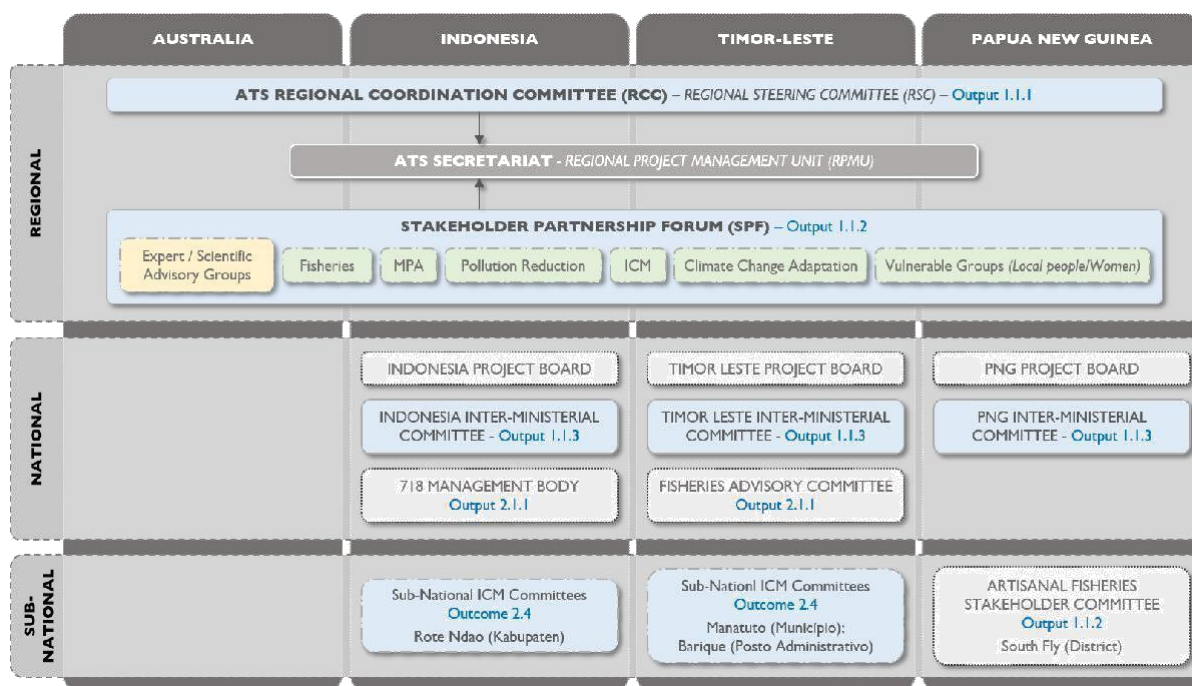 AUSTRALIA
INDONESIA
TIMOR-LESTE
PAPUA NEW GUINEA
REGIONAL
ATS REGIONAL COORDINATION COMMITTEE (RCC) – REGIONAL STEERING COMMITTEE (RSC) – Output 1.1.1
ATS SECRETARIAT - REGIONAL PROJECT MANAGEMENT UNIT (RPMU)
STAKEHOLDER PARTNERSHIP FORUM (SPF) – Output 1.1.2
Expert / Scientific
Advisory Groups
Fisheries
MPA
Pollution Reduction
ICM
Climate Change Adaptation
Vulnerable Groups (Local people/Women)
NATIONAL
INDONESIA PROJECT BOARD
TIMOR LESTE PROJECT BOARD
PNG PROJECT BOARD
INDONESIA INTER-MINISTERIAL
COMMITTEE - Output 1.1.3
TIMOR LESTE INTER-MINISTERIAL
COMMITTEE - Output 1.1.3
PNG INTER-MINISTERIAL
COMMITTEE - Output 1.1.3
718 MANAGEMENT BODY
Output 2.1.1
FISHERIES ADVISORY COMMITTEE
Output 2.1.1
SUB-
NATIONAL
Sub-National ICM Committees
Outcome 2.4
Rote Ndao (Kabupaten)
Sub-Nationl ICM Committees
Outcome 2.4
Manatuto (Município):
Barique (Posto Administrativo)
ARTISANAL FISHERIES
STAKEHOLDER COMMITTEE
Output 1.1.2
South Fly (District)